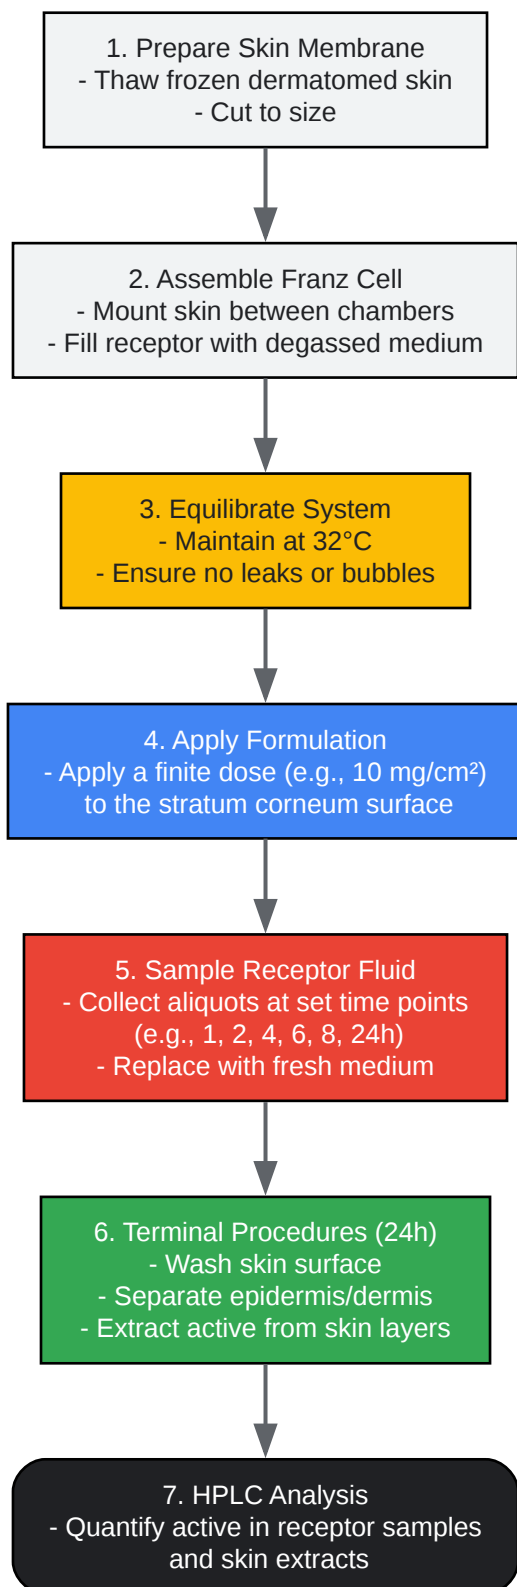 1. Prepare Skin Membrane
- Thaw frozen dermatomed skin
- Cut to size
2. Assemble Franz Cell
- Mount skin between chambers
- Fill receptor with degassed medium
3. Equilibrate System
- Maintain at 32°C
- Ensure no leaks or bubbles
4. Apply Formulation
- Apply a finite dose (e.g., 10 mg/cm²)
to the stratum corneum surface
5. Sample Receptor Fluid
- Collect aliquots at set time points
(e.g., 1, 2, 4, 6, 8, 24h)
- Replace with fresh medium
6. Terminal Procedures (24h)
- Wash skin surface
- Separate epidermis/dermis
- Extract active from skin layers
7. HPLC Analysis
- Quantify active in receptor samples
and skin extracts